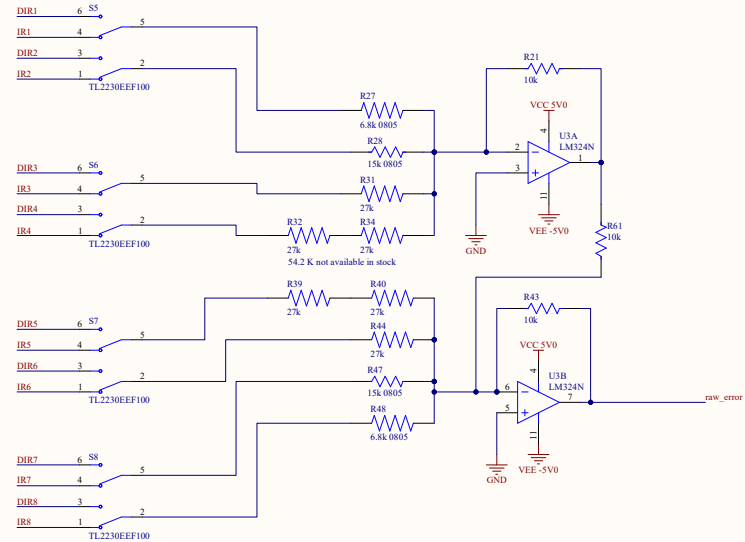 DIR1 6 S5
IR1 4 5
DIR2 3
IR2 1 2
TL2230EEF100
R27
6.8k 0805
R28
15k 0805
DIR3 6 S6
IR3 4 5
DIR4 3
IR4 1 2
TL2230EEF100
R31
27k
R32 R34
27k 27k
54.2 K not available in stock
R21
10k
VCC 5V0
4
U3A
LM324N
2
3
1
11
VEE -5V0
GND
R61
10k
R39 R40
27k 27k
DIR5 6 S7
IR5 4 5
DIR6 3
IR6 1 2
TL2230EEF100
R44
27k
R47
15k 0805
R48
6.8k 0805
DIR7 6 S8
IR7 4 5
DIR8 3
IR8 1 2
TL2230EEF100
R43
10k
VCC 5V0
4
U3B
LM324N
6
5
7
11
VEE -5V0
GND
raw_error